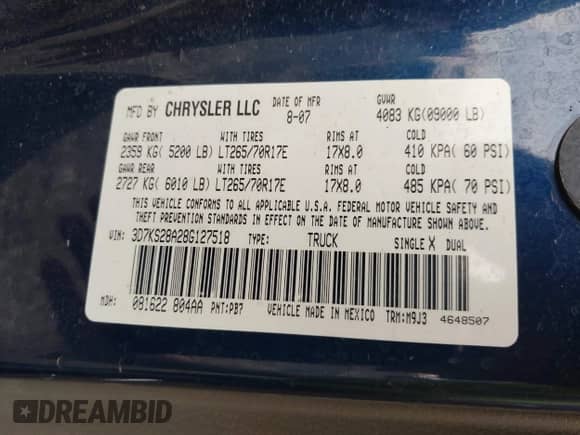 MFD BY CHRYSLER LLC DATE OF MFR 8-07 GVWR 4083 KG(09000 LB)
GAWR FRONT WITH TIRES RIMS AT COLD
2359 KG( 5200 LB) LT265/70R17E 17X8.0 410 KPA( 60 PSI)
GAWR REAR WITH TIRES RIMS AT COLD
2727 KG( 6010 LB) LT265/70R17E 17X8.0 485 KPA( 70 PSI)
THIS VEHICLE CONFORMS TO ALL APPLICABLE U.S.A. FEDERAL MOTOR VEHICLE SAFETY AND
THEFT PREVENTION STANDARDS IN EFFECT ON THE DATE OF MANUFACTURE SHOWN ABOVE.
VIN: 3D7KS28A28G127518 TYPE: TRUCK SINGLE X DUAL
MDH: 081622 804AA PNT:PB7 VEHICLE MADE IN MEXICO TRM:M9J3 4648507
DREAMBID